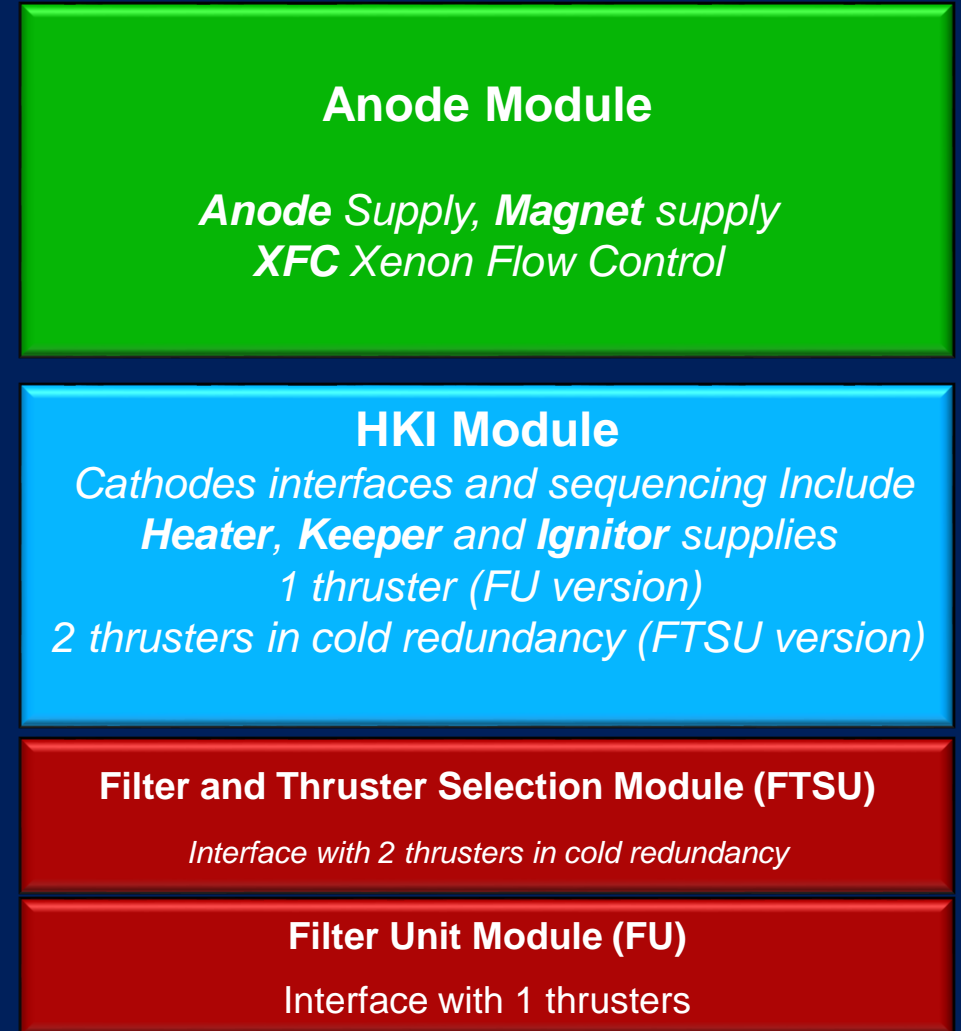 Anode Module
Anode Supply, Magnet supply
XFC Xenon Flow Control
HKI Module
Cathodes interfaces and sequencing Include
Heater, Keeper and Ignitor supplies
1 thruster (FU version)
2 thrusters in cold redundancy (FTSU version)
Filter and Thruster Selection Module (FTSU)
Interface with 2 thrusters in cold redundancy
Filter Unit Module (FU)
Interface with 1 thrusters